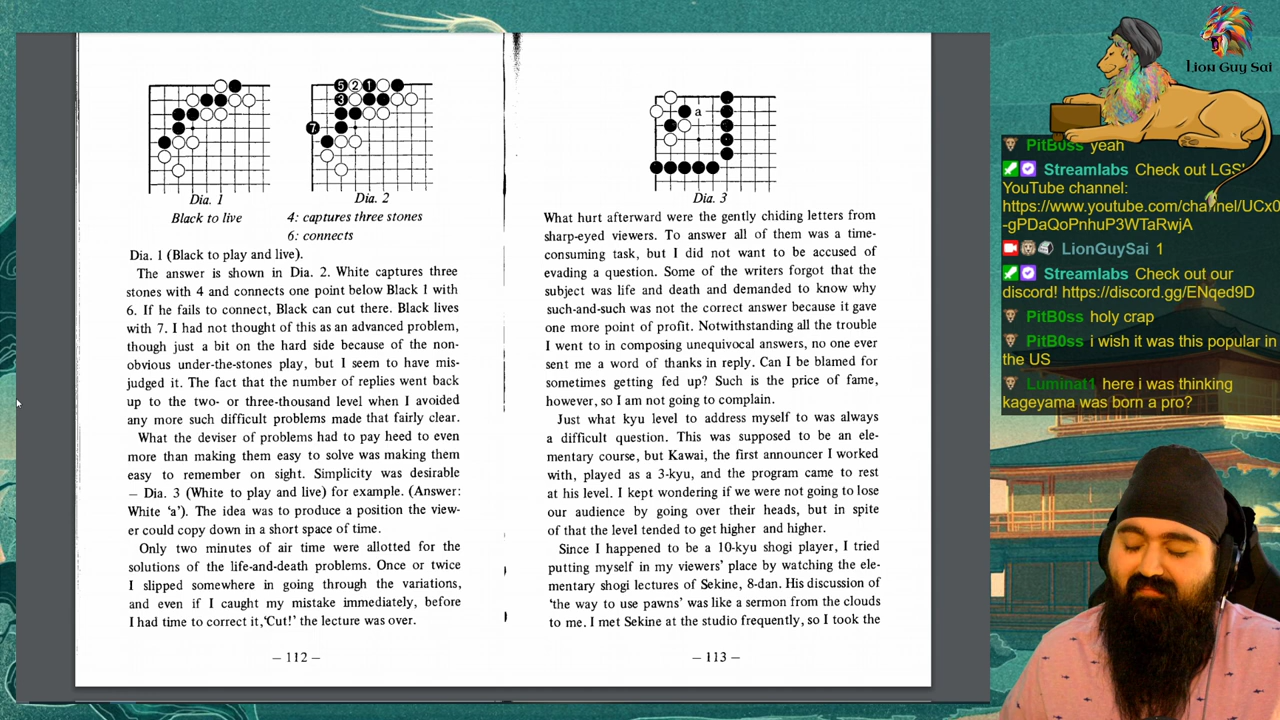 5 2 1
3
7
a
Dia. 1
Black to live
Dia. 2
4: captures three stones
6: connects
Dia. 1 (Black to play and live).
The answer is shown in Dia. 2. White captures three
stones with 4 and connects one point below Black 1 with
6. If he fails to connect, Black can cut there. Black lives
with 7. I had not thought of this as an advanced problem,
though just a bit on the hard side because of the non-
obvious under-the-stones play, but I seem to have mis-
judged it. The fact that the number of replies went back
up to the two- or three-thousand level when I avoided
any more such difficult problems made that fairly clear.
What the deviser of problems had to pay heed to even
more than making them easy to solve was making them
easy to remember on sight. Simplicity was desirable
– Dia. 3 (White to play and live) for example. (Answer:
White 'a'). The idea was to produce a position the view-
er could copy down in a short space of time.
Only two minutes of air time were allotted for the
solutions of the life-and-death problems. Once or twice
I slipped somewhere in going through the variations,
and even if I caught my mistake immediately, before
I had time to correct it, 'Cut!' the lecture was over.
– 112 –
Dia. 3
What hurt afterward were the gently chiding letters from
sharp-eyed viewers. To answer all of them was a time-
consuming task, but I did not want to be accused of
evading a question. Some of the writers forgot that the
subject was life and death and demanded to know why
such-and-such was not the correct answer because it gave
one more point of profit. Notwithstanding all the trouble
I went to in composing unequivocal answers, no one ever
sent me a word of thanks in reply. Can I be blamed for
sometimes getting fed up? Such is the price of fame,
however, so I am not going to complain.
Just what kyu level to address myself to was always
a difficult question. This was supposed to be an ele-
mentary course, but Kawai, the first announcer I worked
with, played as a 3-kyu, and the program came to rest
at his level. I kept wondering if we were not going to lose
our audience by going over their heads, but in spite
of that the level tended to get higher and higher.
Since I happened to be a 10-kyu shogi player, I tried
putting myself in my viewers' place by watching the ele-
mentary shogi lectures of Sekine, 8-dan. His discussion of
'the way to use pawns' was like a sermon from the clouds
to me. I met Sekine at the studio frequently, so I took the
– 113 –
Lion Guy Sai
PitB0ss yeah
Streamlabs Check out LGS'
YouTube channel:
https://www.youtube.com/channel/UCx0
-gPDaQoPnhuP3WTaRwjA
LionGuySai 1
Streamlabs Check out our
discord! https://discord.gg/ENqed9D
PitB0ss holy crap
PitB0ss i wish it was this popular in
the US
Luminat1 here i was thinking
kageyama was born a pro?